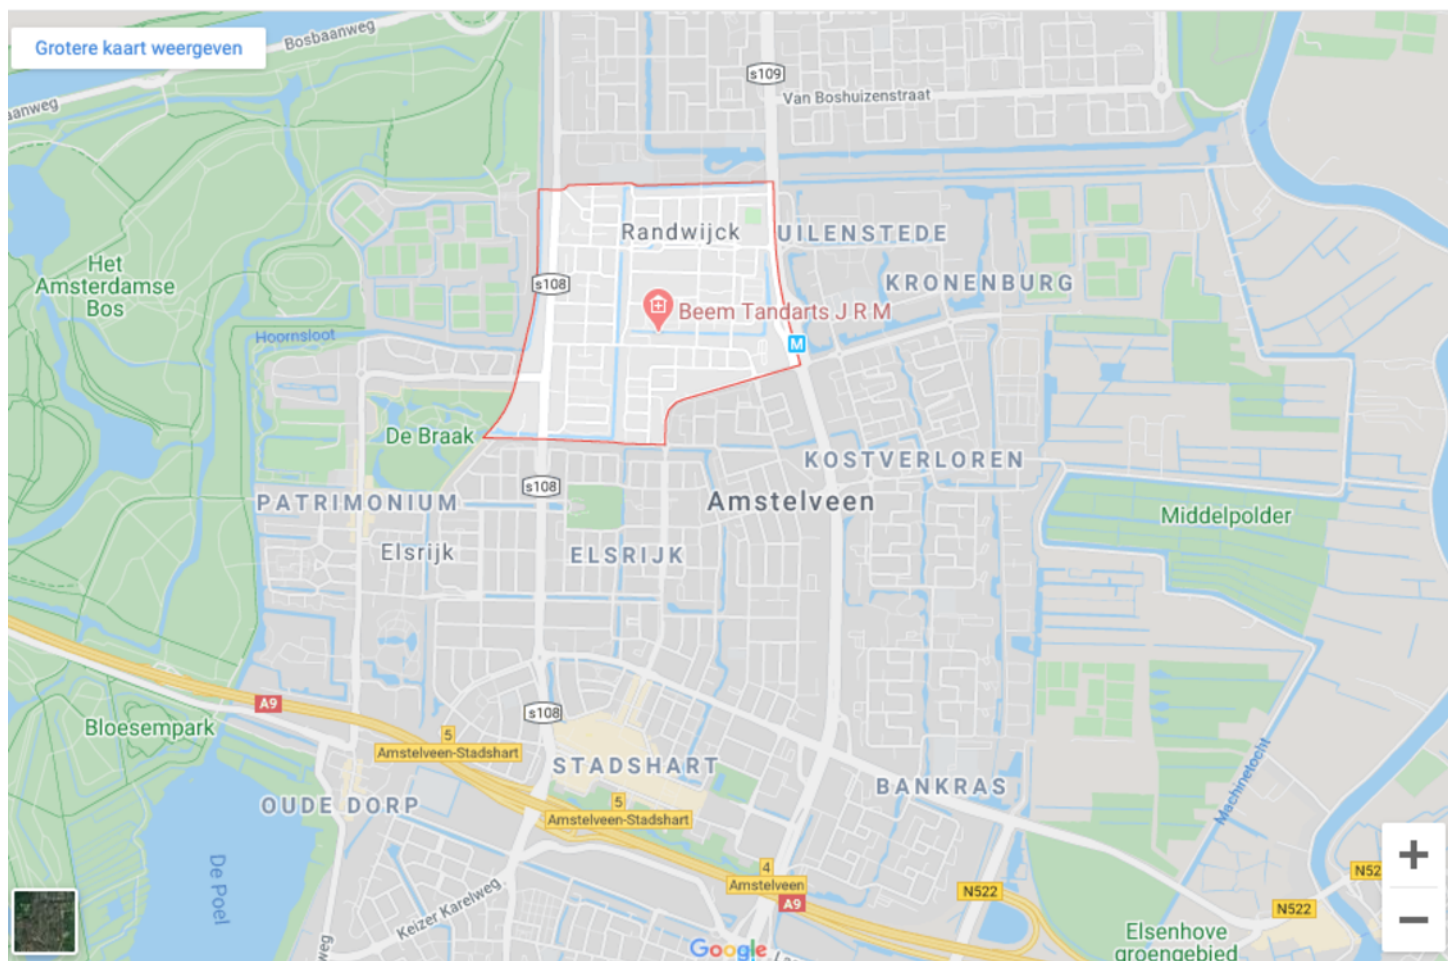 Bosbaanweg
Grotere kaart weergeven
s109
Van Boshuizenstraat
Randwijck
UILENSTEDE
Het
Amsterdamse
Bos
s108
KRONENBURG
Beem Tandarts J R M
Hoornsloot
M
De Braak
KOSTVERLOREN
s108
PATRIMONIUM
Amstelveen
Middelpolder
Elsrijk
ELSRIJK
A9
s108
Bloesempark
5
Amstelveen-Stadshart
STADSHART
Machinetocht
BANKRAS
OUDE DORP
5
Amstelveen-Stadshart
De Poel
4
Amstelveen
A9
N522
N52
N522
Keizer Karelweg
Elsenhove
groengebied
Google